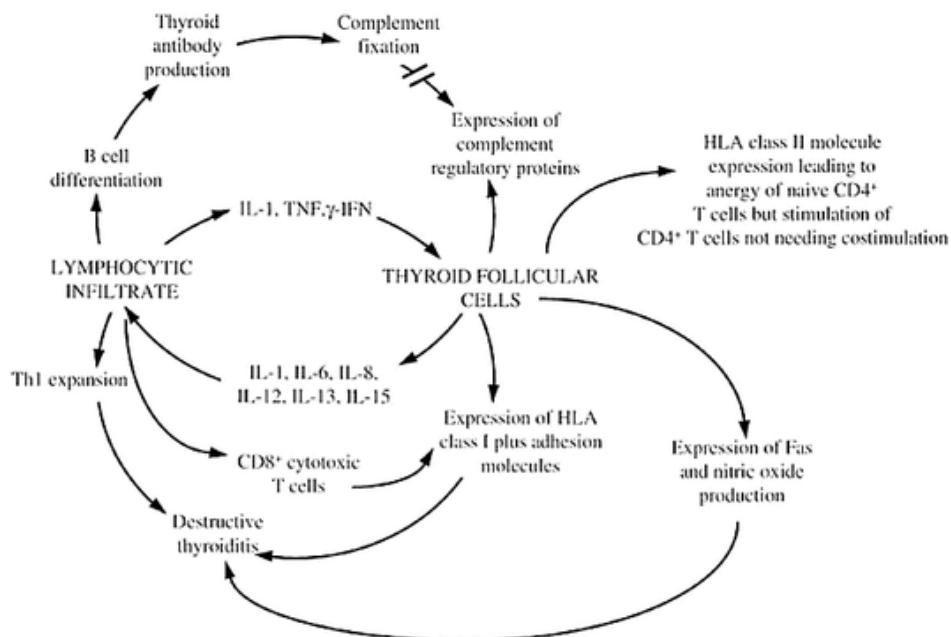 Thyroid
antibody
production
Complement
fixation
Expression of
complement
regulatory proteins
HLA class II molecule
expression leading to
anergy of naive CD4⁺
T cells but stimulation of
CD4⁺ T cells not needing costimulation
B cell
differentiation
IL-1, TNF,γ-IFN
LYMPHOCYTIC
INFILTRATE
THYROID FOLLICULAR
CELLS
Th1 expansion
IL-1, IL-6, IL-8,
IL-12, IL-13, IL-15
Expression of HLA
class I plus adhesion
molecules
CD8⁺ cytotoxic
T cells
Expression of Fas
and nitric oxide
production
Destructive
thyroiditis